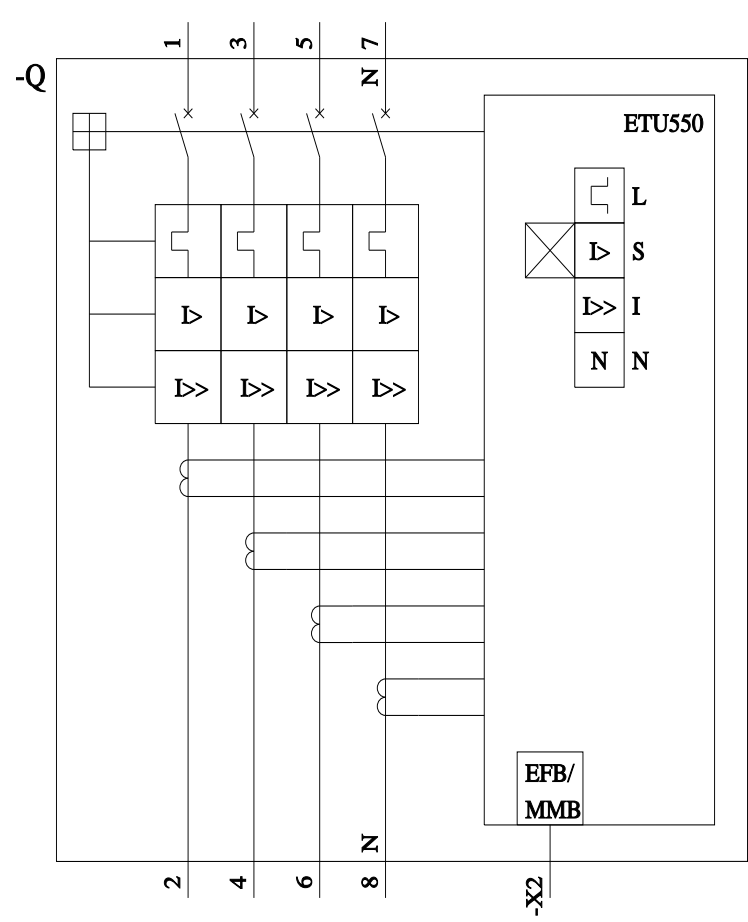 1 3 5 7
-Q N
ETU550
L
I> S
I> I> I> I> I>> I
N N
I>> I>> I>> I>>
EFB/
MMB
N
2 4 6 8 -X2